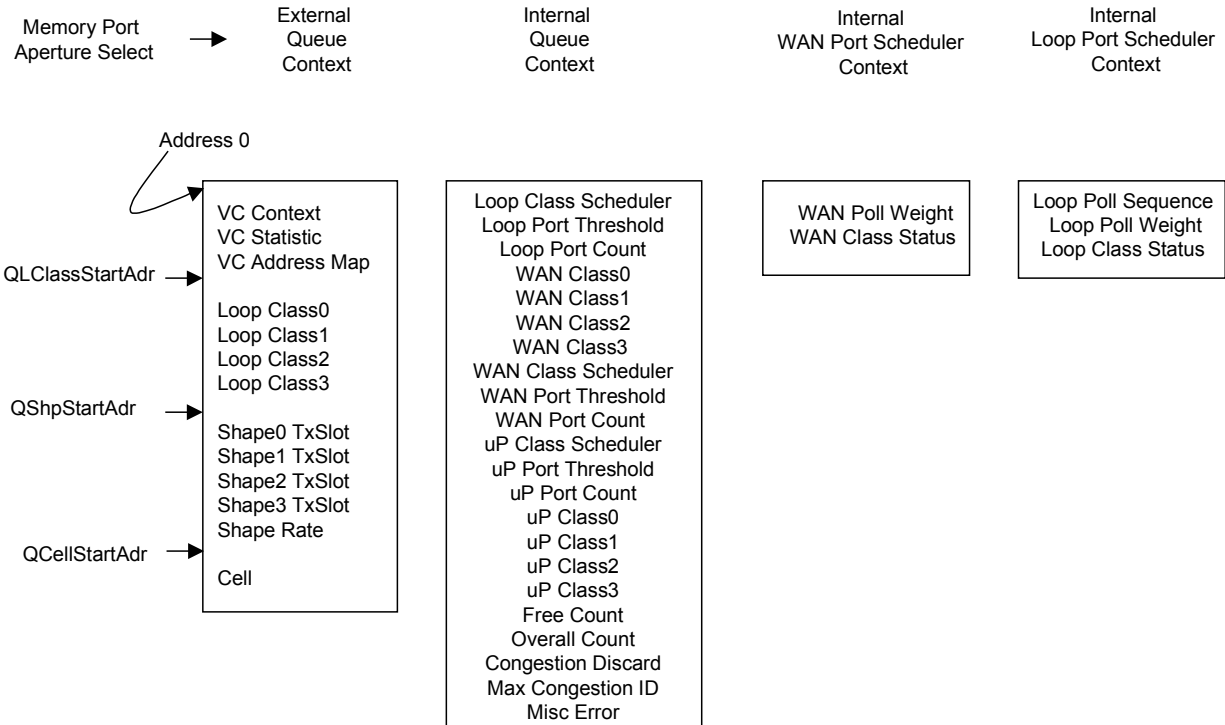 Memory Port
Aperture Select
External
Queue
Context
Internal
Queue
Context
Internal
WAN Port Scheduler
Context
Internal
Loop Port Scheduler
Context
Address 0
QLClassStartAdr
QShpStartAdr
QCellStartAdr
VC Context
VC Statistic
VC Address Map
Loop Class0
Loop Class1
Loop Class2
Loop Class3
Shape0 TxSlot
Shape1 TxSlot
Shape2 TxSlot
Shape3 TxSlot
Shape Rate
Cell
Loop Class Scheduler
Loop Port Threshold
Loop Port Count
WAN Class0
WAN Class1
WAN Class2
WAN Class3
WAN Class Scheduler
WAN Port Threshold
WAN Port Count
uP Class Scheduler
uP Port Threshold
uP Port Count
uP Class0
uP Class1
uP Class2
uP Class3
Free Count
Overall Count
Congestion Discard
Max Congestion ID
Misc Error
WAN Poll Weight
WAN Class Status
Loop Poll Sequence
Loop Poll Weight
Loop Class Status